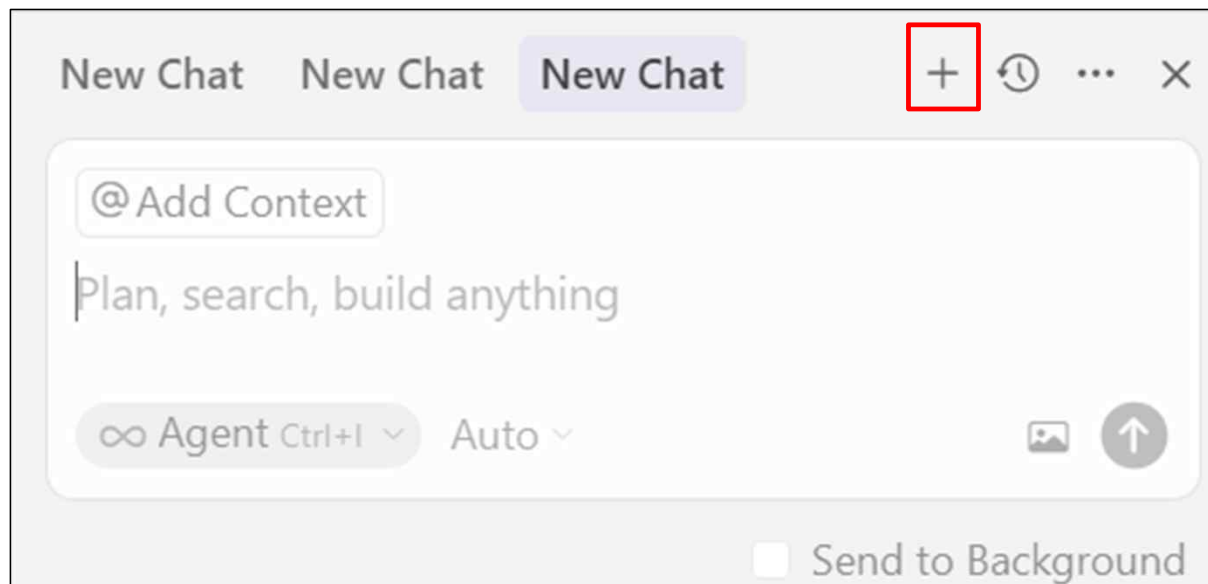 New Chat New Chat New Chat
@Add Context
Plan, search, build anything
Agent Ctrl+I Auto
Send to Background